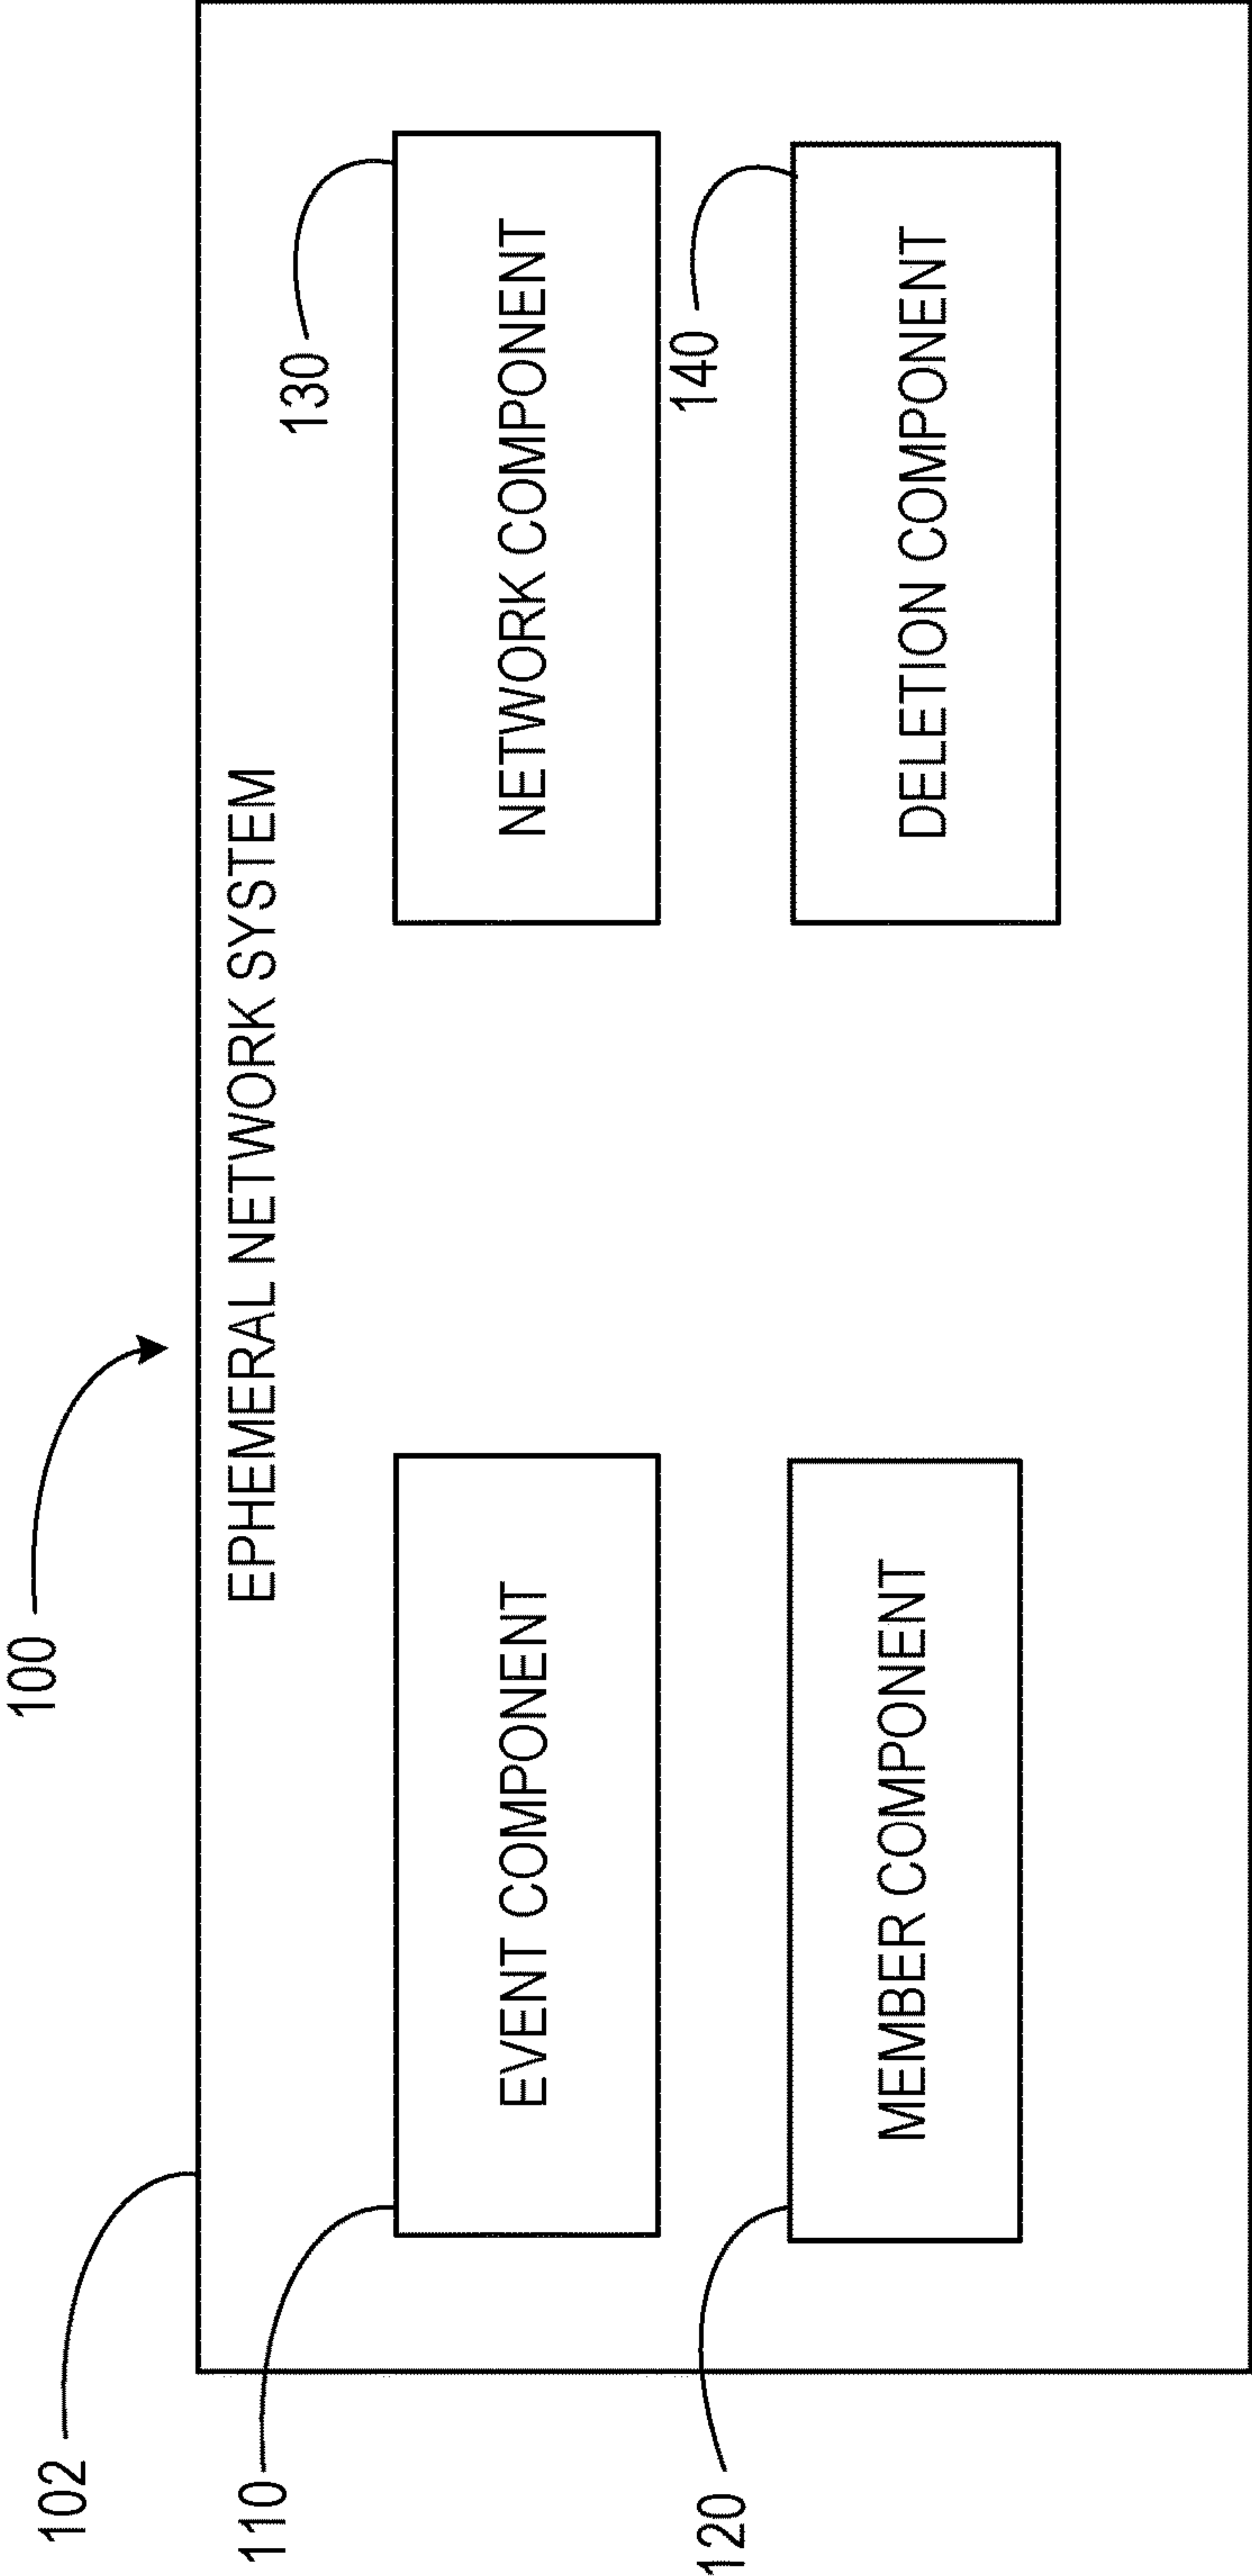 100
102
EPHEMERAL NETWORK SYSTEM
110
EVENT COMPONENT
130
NETWORK COMPONENT
120
MEMBER COMPONENT
140
DELETION COMPONENT